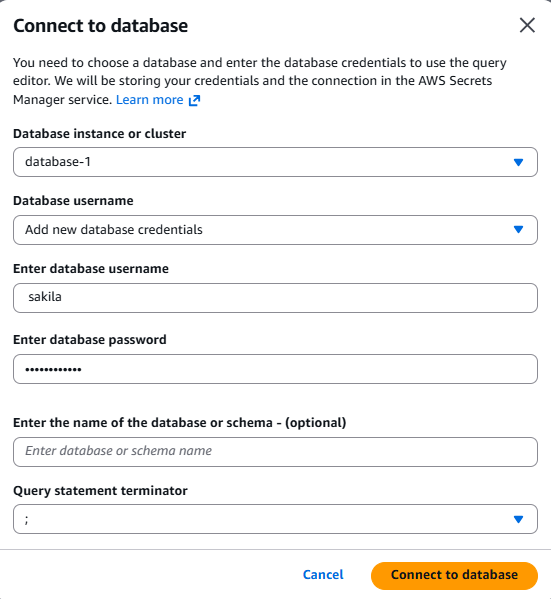 Connect to database
You need to choose a database and enter the database credentials to use the query
editor. We will be storing your credentials and the connection in the AWS Secrets
Manager service. Learn more
Database instance or cluster
database-1
Database username
Add new database credentials
Enter database username
sakila
Enter database password
••••••••••••
Enter the name of the database or schema - (optional)
Enter database or schema name
Query statement terminator
;
Cancel
Connect to database